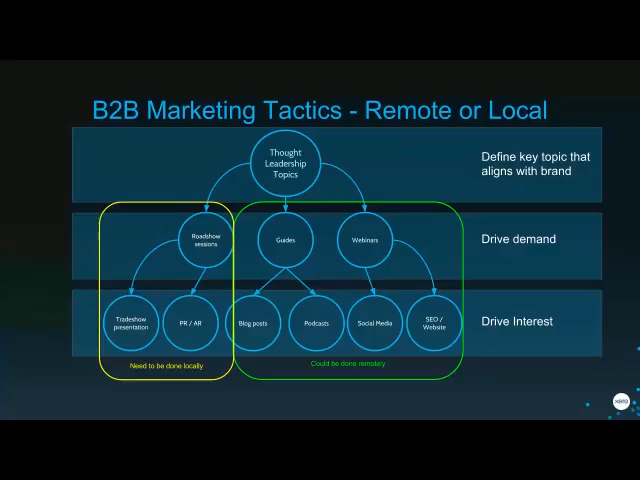 B2B Marketing Tactics - Remote or Local
Thought
Leadership
Topics
Define key topic that
aligns with brand
Roadshow
sessions
Guides
Webinars
Drive demand
Tradeshow
presentation
PR / AR
Blog posts
Podcasts
Social Media
SEO /
Website
Drive Interest
Need to be done locally
Could be done remotely
xero